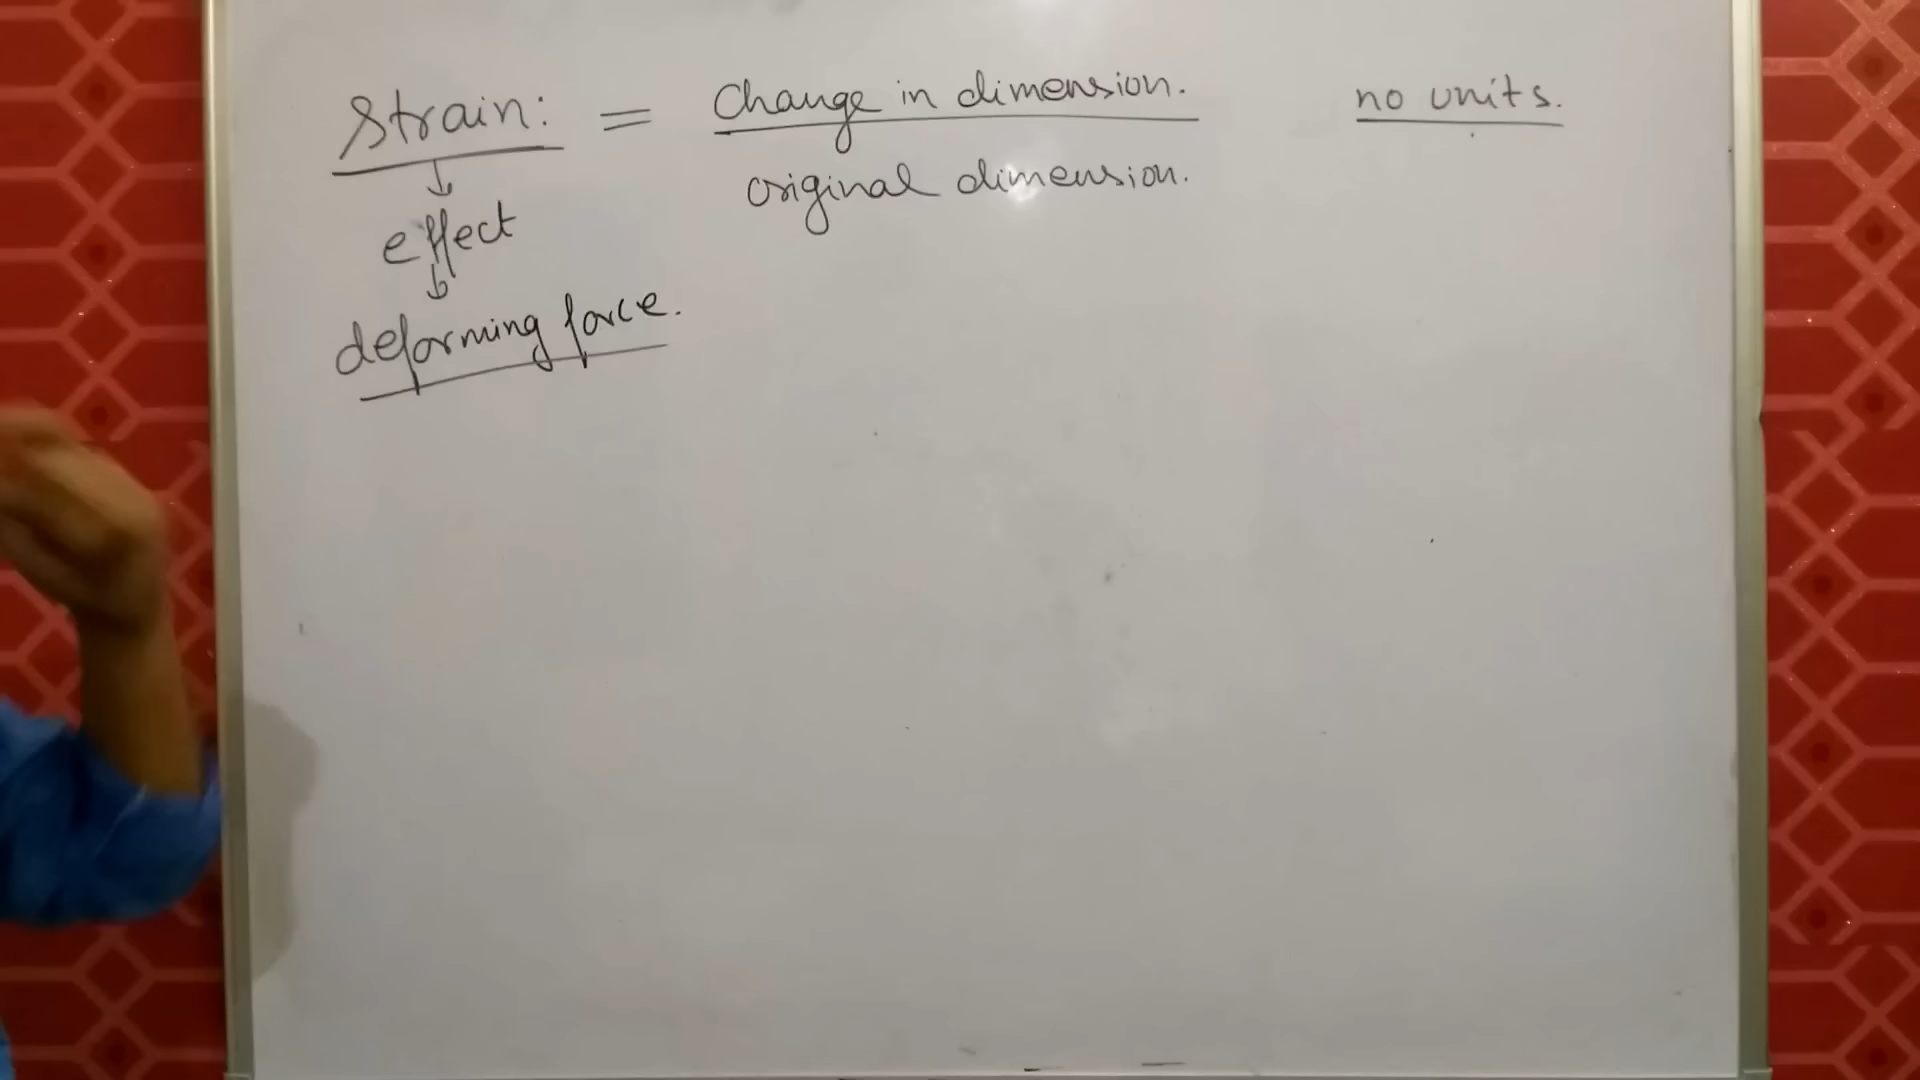 Strain: = Change in dimension. no units.
original dimension.
↓
effect
↓
deforming force.